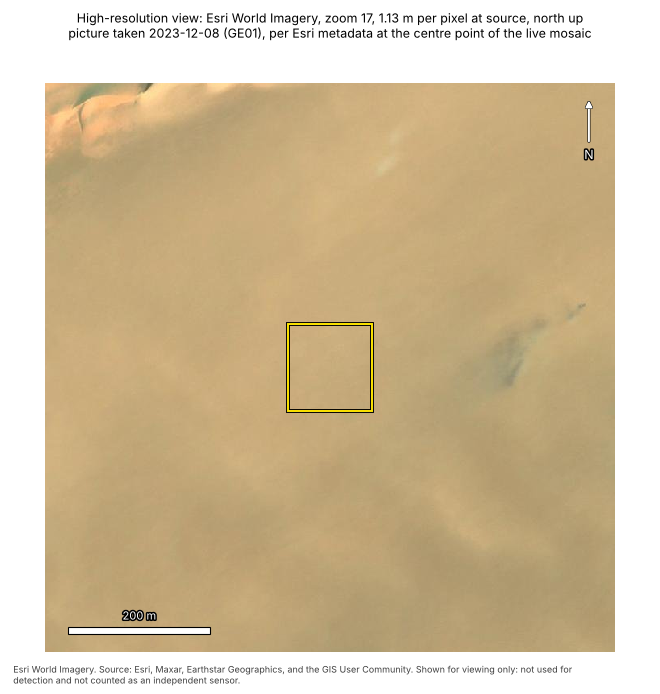 High-resolution view: Esri World Imagery, zoom 17, 1.13 m per pixel at source, north up
picture taken 2023-12-08 (GE01), per Esri metadata at the centre point of the live mosaic
N
200 m
Esri World Imagery. Source: Esri, Maxar, Earthstar Geographics, and the GIS User Community. Shown for viewing only: not used for
detection and not counted as an independent sensor.